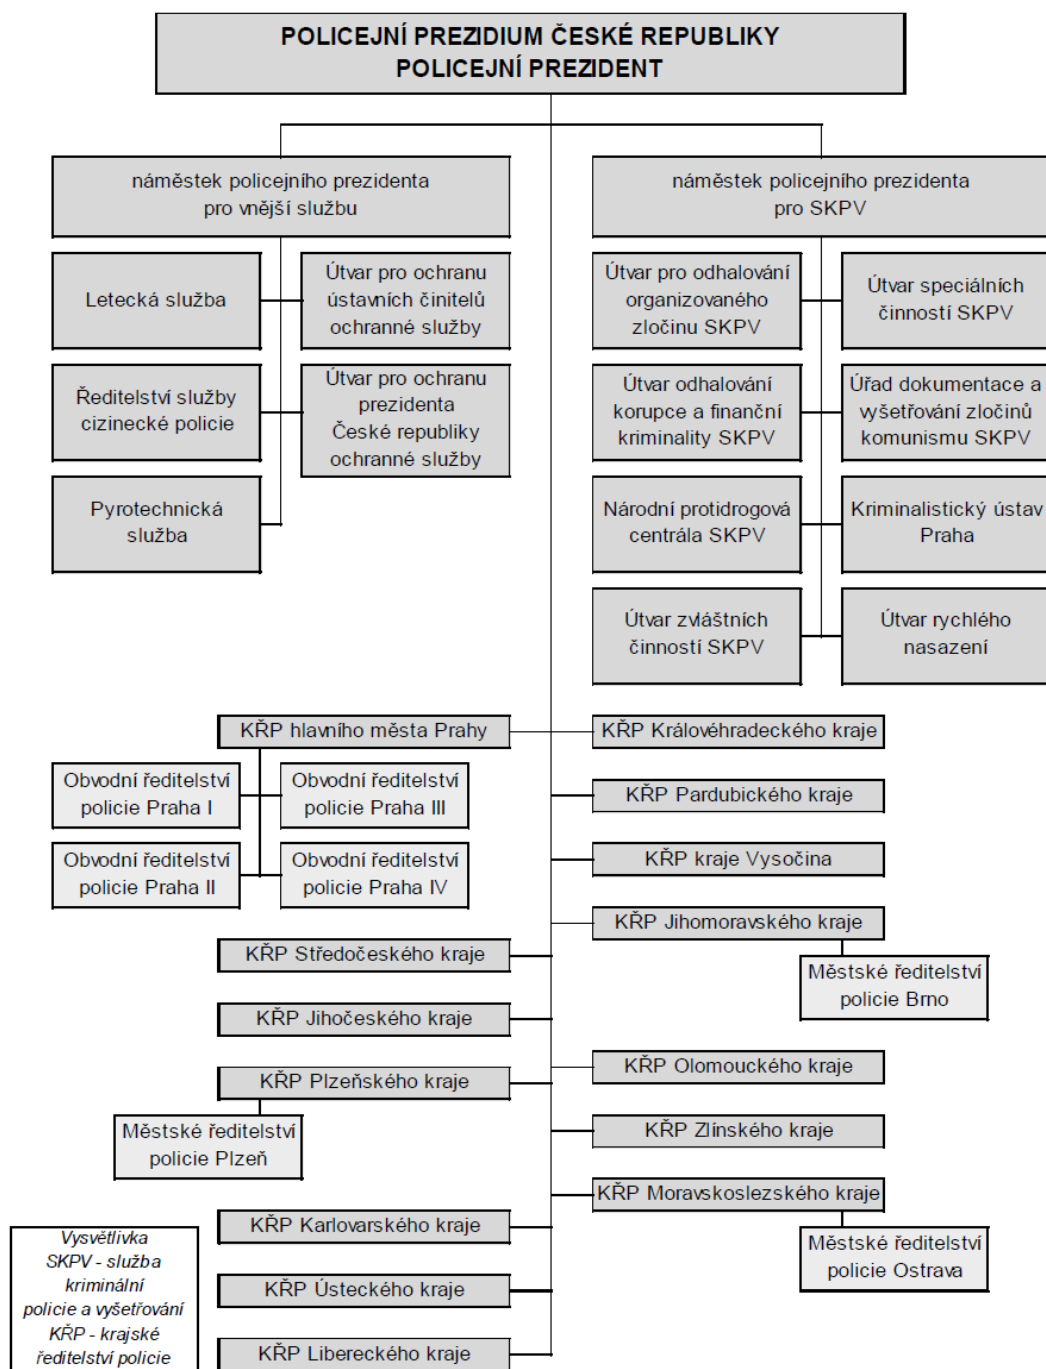 POLICEJNÍ PREZIDIUM ČESKÉ REPUBLIKY
POLICEJNÍ PREZIDENT
náměstek policejního prezidenta
pro vnější službu
náměstek policejního prezidenta
pro SKPV
Letecká služba
Útvar pro ochranu
ústavních činitelů
ochranné služby
Útvar pro odhalování
organizovaného
zločinu SKPV
Útvar speciálních
činností SKPV
Ředitelství služby
cizinecké policie
Útvar pro ochranu
prezidenta
České republiky
ochranné služby
Útvar odhalování
korupce a finanční
kriminality SKPV
Úřad dokumentace a
vyšetřování zločinů
komunismu SKPV
Pyrotechnická
služba
Národní protidrogová
centrála SKPV
Kriminalistický ústav
Praha
Útvar zvláštních
činností SKPV
Útvar rychlého
nasazení
KŘP hlavního města Prahy
KŘP Královéhradeckého kraje
Obvodní ředitelství
policie Praha I
Obvodní ředitelství
policie Praha III
KŘP Pardubického kraje
Obvodní ředitelství
policie Praha II
Obvodní ředitelství
policie Praha IV
KŘP kraje Vysočina
KŘP Jihomoravského kraje
KŘP Středočeského kraje
Městské ředitelství
policie Brno
KŘP Jihočeského kraje
KŘP Olomouckého kraje
KŘP Plzeňského kraje
Městské ředitelství
policie Plzeň
KŘP Zlínského kraje
KŘP Moravskoslezského kraje
KŘP Karlovarského kraje
Městské ředitelství
policie Ostrava
KŘP Ústeckého kraje
KŘP Libereckého kraje
Vysvětlivka
SKPV - služba
kriminální
policie a vyšetřování
KŘP - krajské
ředitelství policie